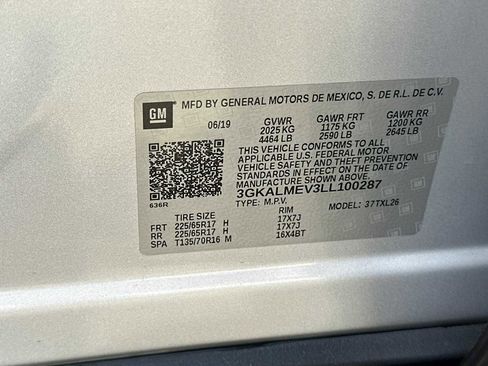 GM MFD BY GENERAL MOTORS DE MEXICO, S. DE R.L. DE C.V.
06/19 GVWR GAWR FRT GAWR RR
2025 KG 1175 KG 1200 KG
4464 LB 2590 LB 2645 LB
THIS VEHICLE CONFORMS TO ALL
APPLICABLE U.S. FEDERAL MOTOR
VEHICLE SAFETY AND THEFT PREVENTION
STANDARDS IN EFFECT ON THE DATE OF
MANUFACTURE SHOWN ABOVE.
3GKALMEV3LL100287
636R TYPE: M.P.V. MODEL: 37TXL26
TIRE SIZE RIM
FRT 225/65R17 H 17X7J
RR 225/65R17 H 17X7J
SPA T135/70R16 M 16X4BT